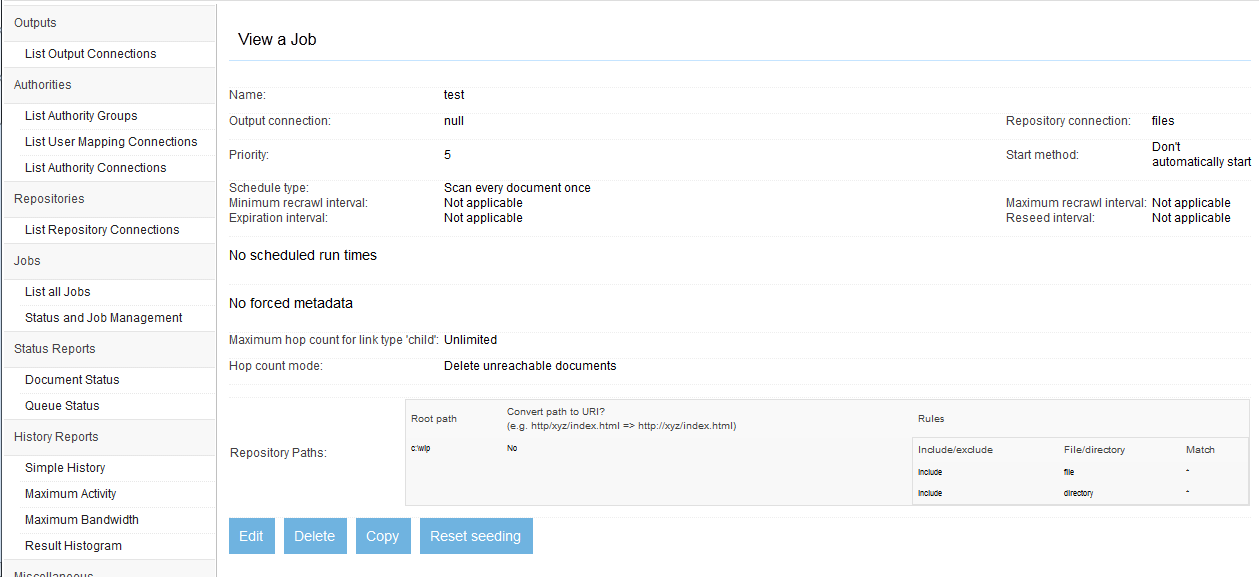 Outputs
List Output Connections
Authorities
List Authority Groups
List User Mapping Connections
List Authority Connections
Repositories
List Repository Connections
Jobs
List all Jobs
Status and Job Management
Status Reports
Document Status
Queue Status
History Reports
Simple History
Maximum Activity
Maximum Bandwidth
Result Histogram
Miscellaneous
View a Job
Name: test
Output connection: null Repository connection: files
Priority: 5 Start method: Don't
automatically start
Schedule type: Scan every document once
Minimum recrawl interval: Not applicable Maximum recrawl interval: Not applicable
Expiration interval: Not applicable Reseed interval: Not applicable
No scheduled run times
No forced metadata
Maximum hop count for link type 'child': Unlimited
Hop count mode: Delete unreachable documents
Repository Paths:
Root path Convert path to URI? Rules
(e.g. http/xyz/index.html => http://xyz/index.html)
c:\wip No
Include/exclude File/directory Match
include file *
include directory *
Edit Delete Copy Reset seeding